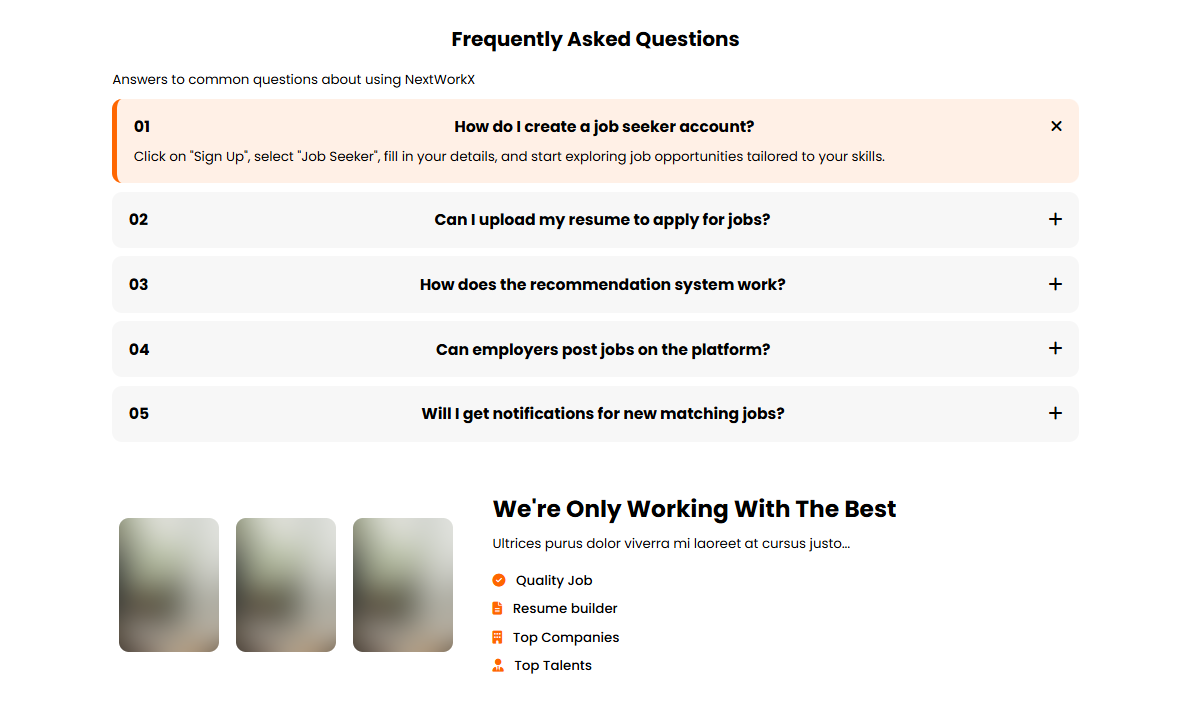 Frequently Asked Questions
Answers to common questions about using NextWorkX
01 How do I create a job seeker account?
Click on "Sign Up", select "Job Seeker", fill in your details, and start exploring job opportunities tailored to your skills.
02 Can I upload my resume to apply for jobs?
03 How does the recommendation system work?
04 Can employers post jobs on the platform?
05 Will I get notifications for new matching jobs?
We're Only Working With The Best
Ultrices purus dolor viverra mi laoreet at cursus justo...
Quality Job
Resume builder
Top Companies
Top Talents